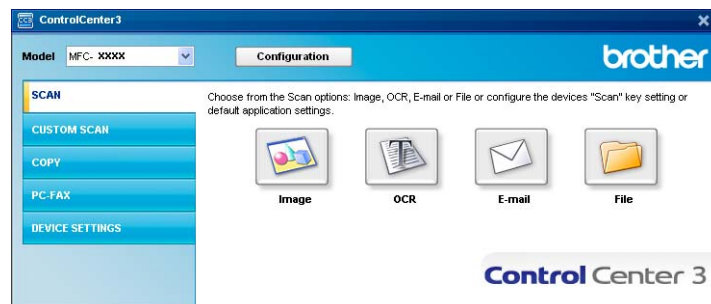 CC3 ControlCenter3
Model MFC- XXXX Configuration brother
SCAN
CUSTOM SCAN
COPY
PC-FAX
DEVICE SETTINGS
Choose from the Scan options: Image, OCR, E-mail or File or configure the devices "Scan" key setting or
default application settings.
Image OCR E-mail File
Control Center 3